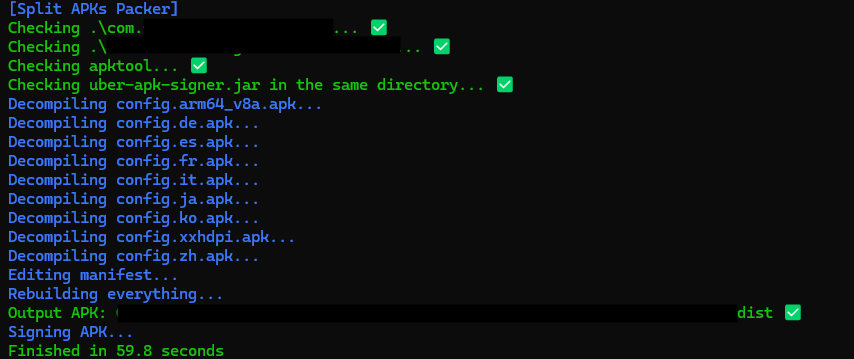 [Split APKs Packer]
Checking .\com. ... ✅
Checking .\ ... ✅
Checking apktool... ✅
Checking uber-apk-signer.jar in the same directory... ✅
Decompiling config.arm64_v8a.apk...
Decompiling config.de.apk...
Decompiling config.es.apk...
Decompiling config.fr.apk...
Decompiling config.it.apk...
Decompiling config.ja.apk...
Decompiling config.ko.apk...
Decompiling config.xxhdpi.apk...
Decompiling config.zh.apk...
Editing manifest...
Rebuilding everything...
Output APK: dist ✅
Signing APK...
Finished in 59.8 seconds